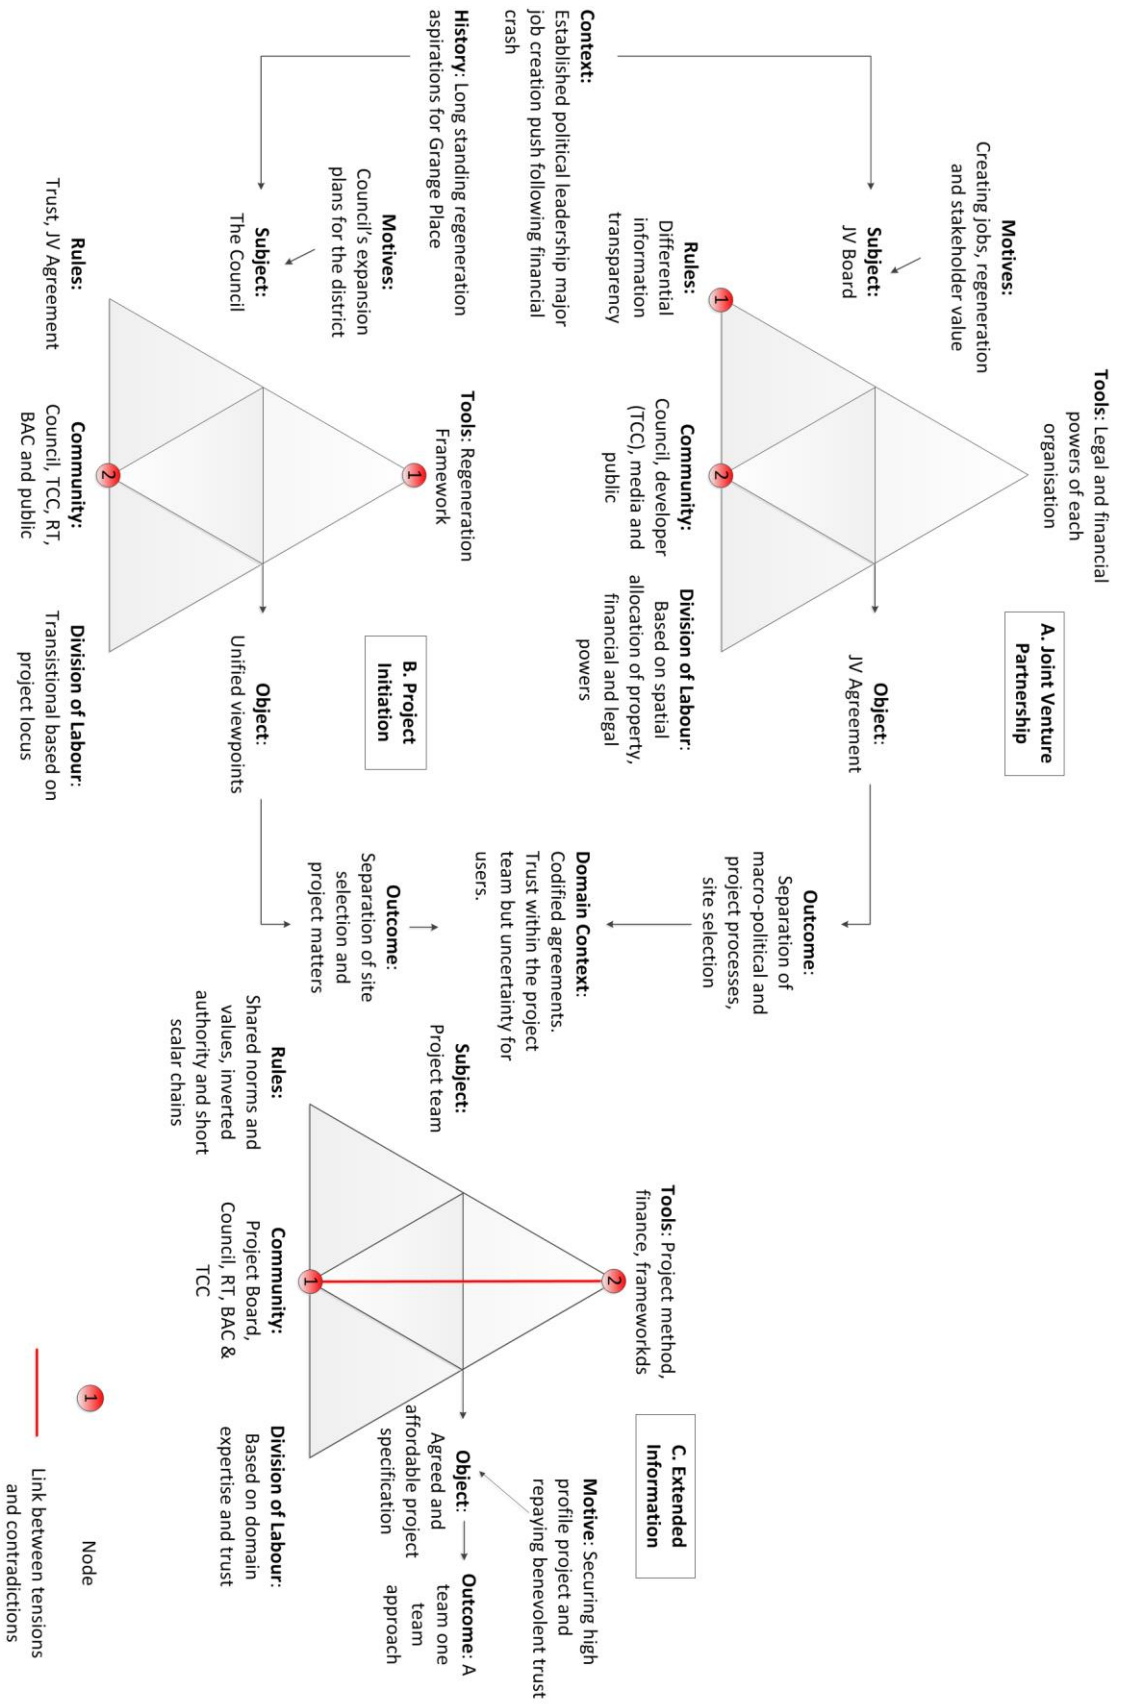 Context:
Established political leadership major
job creation push following financial
crash
History: Long standing regeneration
aspirations for Grange Place
Motives:
Creating jobs, regeneration
and stakeholder value
Subject:
JV Board
Tools: Legal and financial
powers of each
organisation
A. Joint Venture
Partnership
Rules:
Differential
information
transparency
1
2
Community:
Council, developer
(TCC), media and
public
Division of Labour:
Based on spatial
allocation of property,
financial and legal
powers
Object:
JV Agreement
Outcome:
Separation of
macro-political and
project processes,
site selection
Motives:
Council's expansion
plans for the district
Subject:
The Council
Tools: Regeneration
Framework
1
2
B. Project
Initiation
Rules:
Trust, JV Agreement
Community:
Council, TCC, RT,
BAC and public
Division of Labour:
Transistional based on
project locus
Object:
Unified viewpoints
Outcome:
Separation of site
selection and
project matters
Domain Context:
Codified agreements.
Trust within the project
team but uncertainty for
users.
Subject:
Project team
Tools: Project method,
finance, frameworkds
2
1
C. Extended
Information
Rules:
Shared norms and
values, inverted
authority and short
scalar chains
Community:
Project Board,
Council, RT, BAC &
TCC
Division of Labour:
Based on domain
expertise and trust
Motive: Securing high
profile project and
repaying benevolent trust
Object:
Agreed and
affordable project
specification
Outcome: A
team one
team
approach
1
Node
Link between tensions
and contradictions